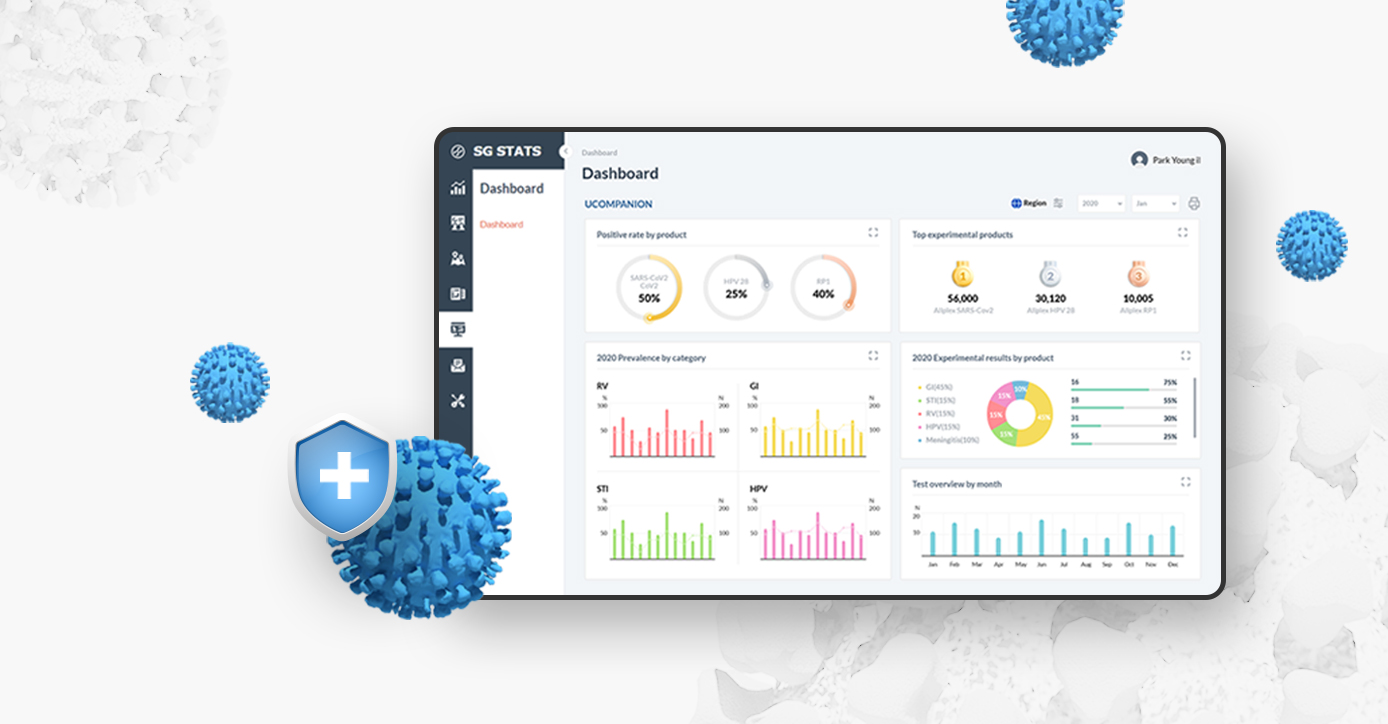 SG STATS
Dashboard
Dashboard
Dashboard
Dashboard
Park Young il
UCOMPANION
Region
2020
Jan
Positive rate by product
SARS-CoV2
CoV2
50%
HPV 28
25%
RP1
40%
Top experimental products
1
56,000
Allplex SARS-Cov2
2
30,120
Allplex HPV 28
3
10,005
Allplex RP1
2020 Prevalence by category
RV
%
100
50
N
200
100
GI
%
100
50
N
200
100
STI
%
100
50
N
200
100
HPV
%
100
50
N
200
100
2020 Experimental results by product
GI(45%)
STI(15%)
RV(15%)
HPV(15%)
Meningitis(10%)
10%
15%
45%
15%
15%
16 75%
18 55%
31 30%
55 25%
Test overview by month
N
20
10
Jan Feb Mar Apr May Jun Jul Aug Sep Oct Nov Dec